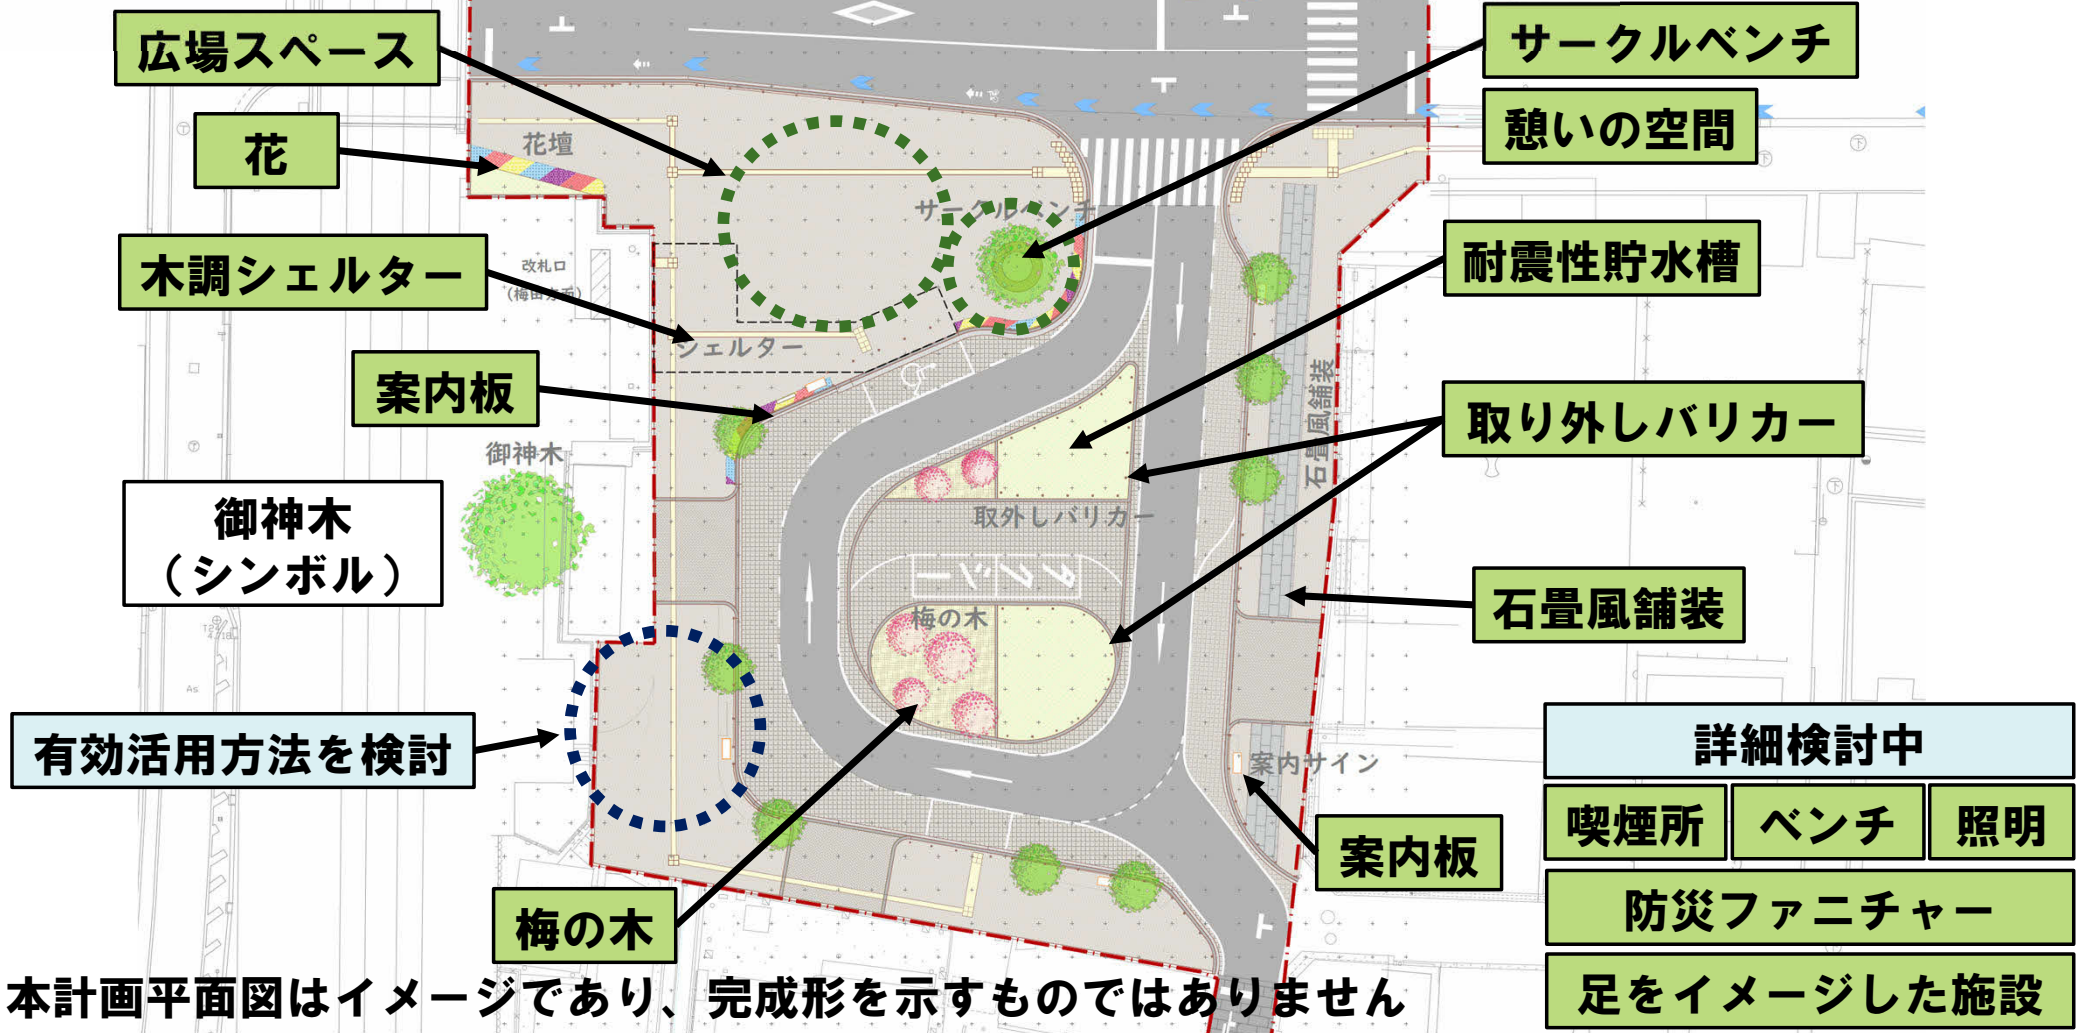 広場スペース
サークルベンチ
花
花壇
憩いの空間
サークルベンチ
木調シェルター
改札口
(梅田方面)
耐震性貯水槽
シェルター
案内板
石畳風舗装
取り外しバリカー
御神木
御神木
(シンボル)
取外しバリカー
タクシー
梅の木
石畳風舗装
有効活用方法を検討
案内サイン
詳細検討中
喫煙所
ベンチ
照明
案内板
梅の木
防災ファニチャー
足をイメージした施設
本計画平面図はイメージであり、完成形を示すものではありません